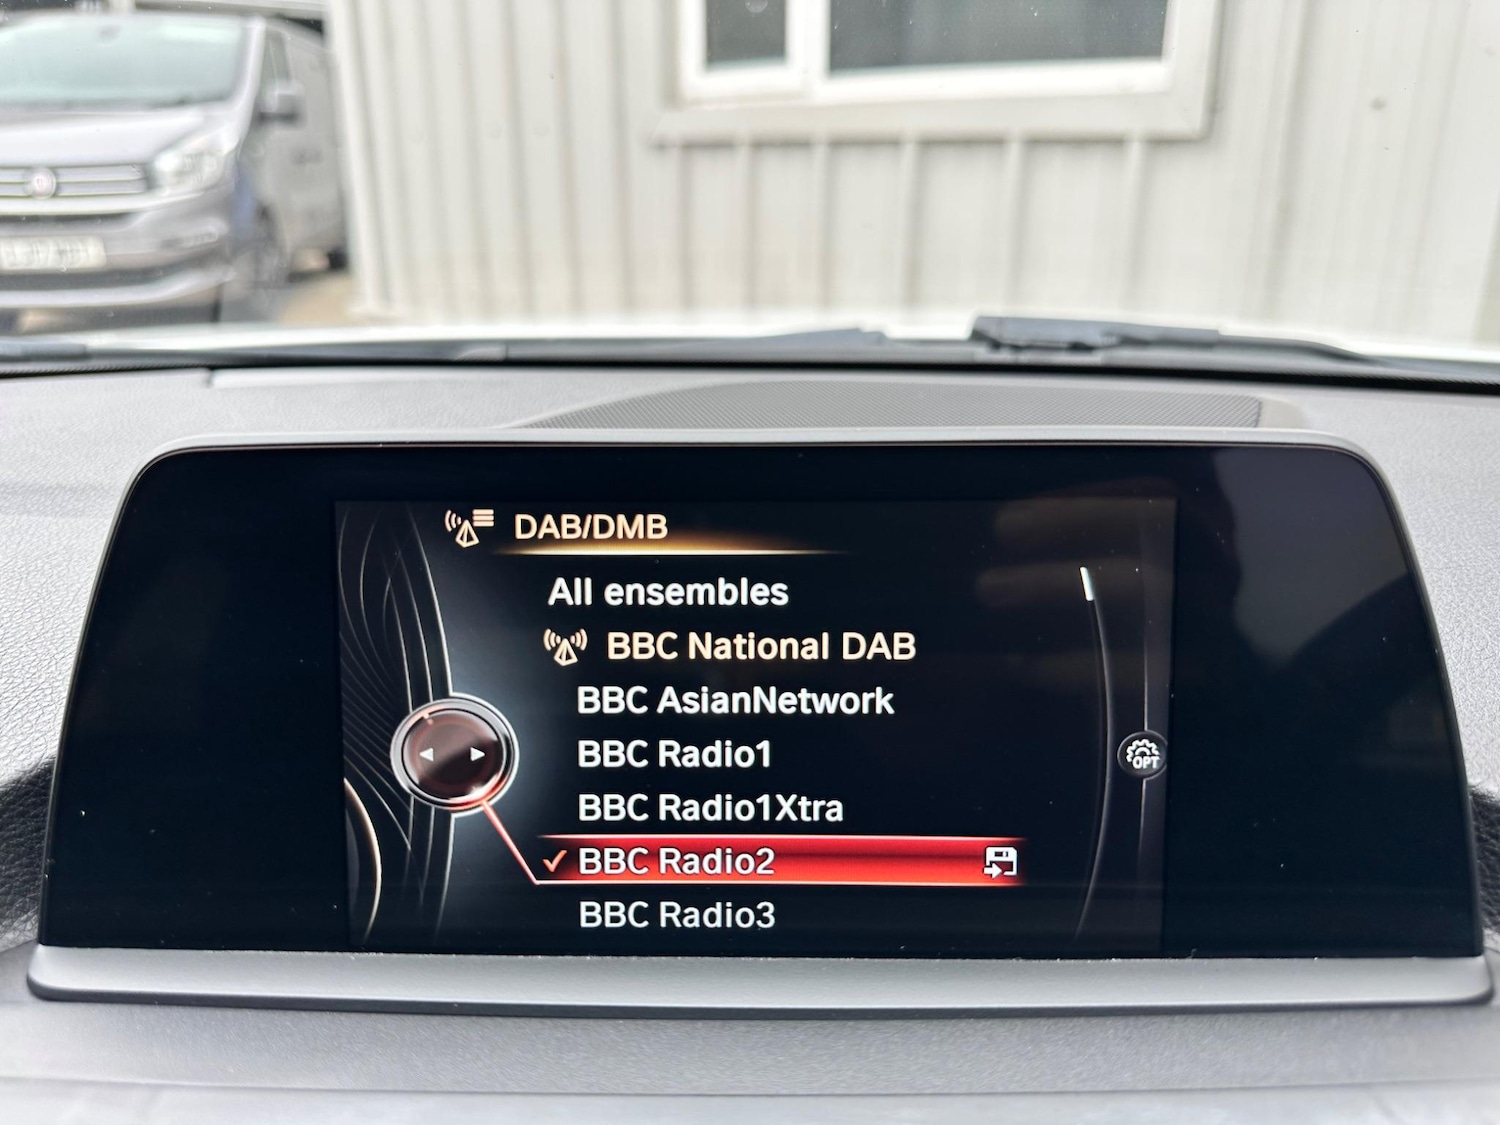 DAB/DMB
All ensembles
BBC National DAB
BBC AsianNetwork
BBC Radio1
BBC Radio1Xtra
BBC Radio2
BBC Radio3
OPT